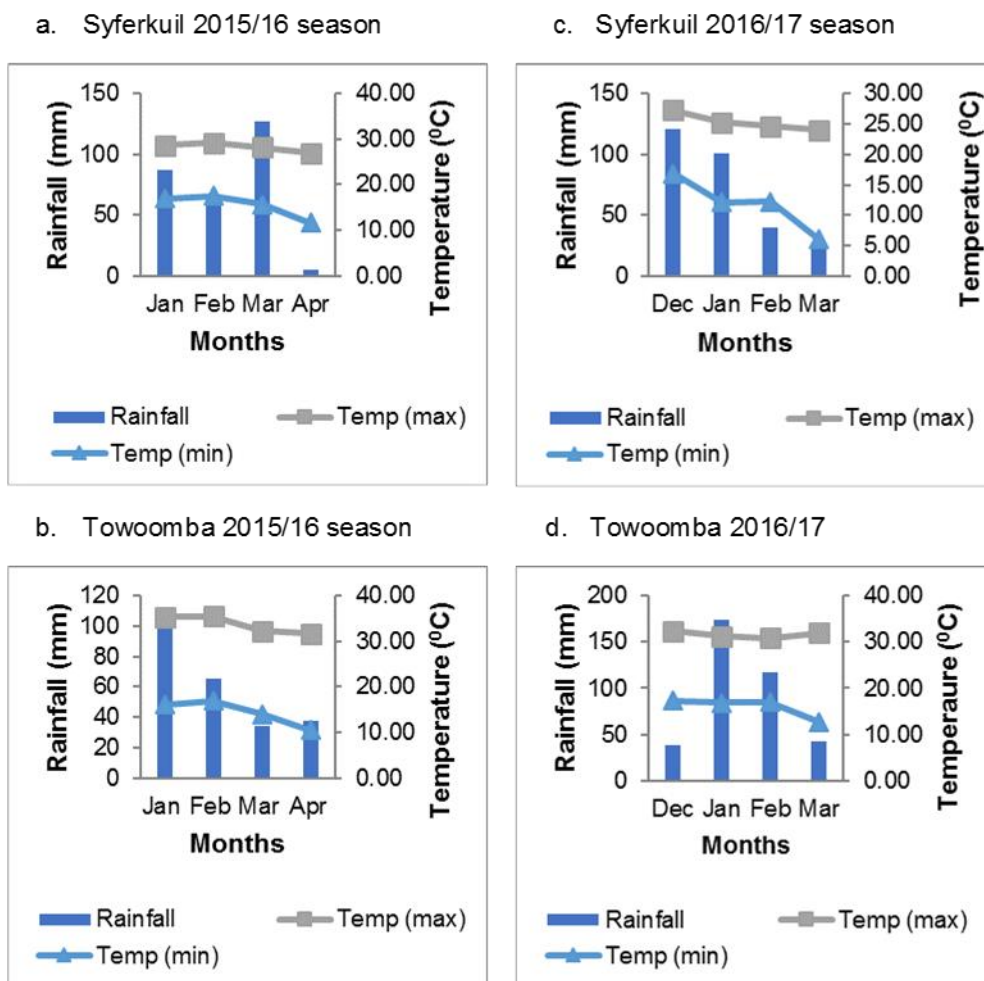 a. Syferkuil 2015/16 season
150
100
50
0
Rainfall (mm)
40.00
30.00
20.00
10.00
0.00
Temperature (⁰C)
Jan Feb Mar Apr
Months
Rainfall
Temp (max)
Temp (min)
c. Syferkuil 2016/17 season
150
100
50
0
Rainfall (mm)
30.00
25.00
20.00
15.00
10.00
5.00
0.00
Temperature (⁰C)
Dec Jan Feb Mar
Months
Rainfall
Temp (max)
Temp (min)
b. Towoomba 2015/16 season
120
100
80
60
40
20
0
Rainfall (mm)
40.00
30.00
20.00
10.00
0.00
Temperature (⁰C)
Jan Feb Mar Apr
Months
Rainfall
Temp (max)
Temp (min)
d. Towoomba 2016/17
200
150
100
50
0
Rainfall (mm)
40.00
30.00
20.00
10.00
0.00
Temperaure (⁰C)
Dec Jan Feb Mar
Months
Rainfall
Temp (max)
Temp (min)